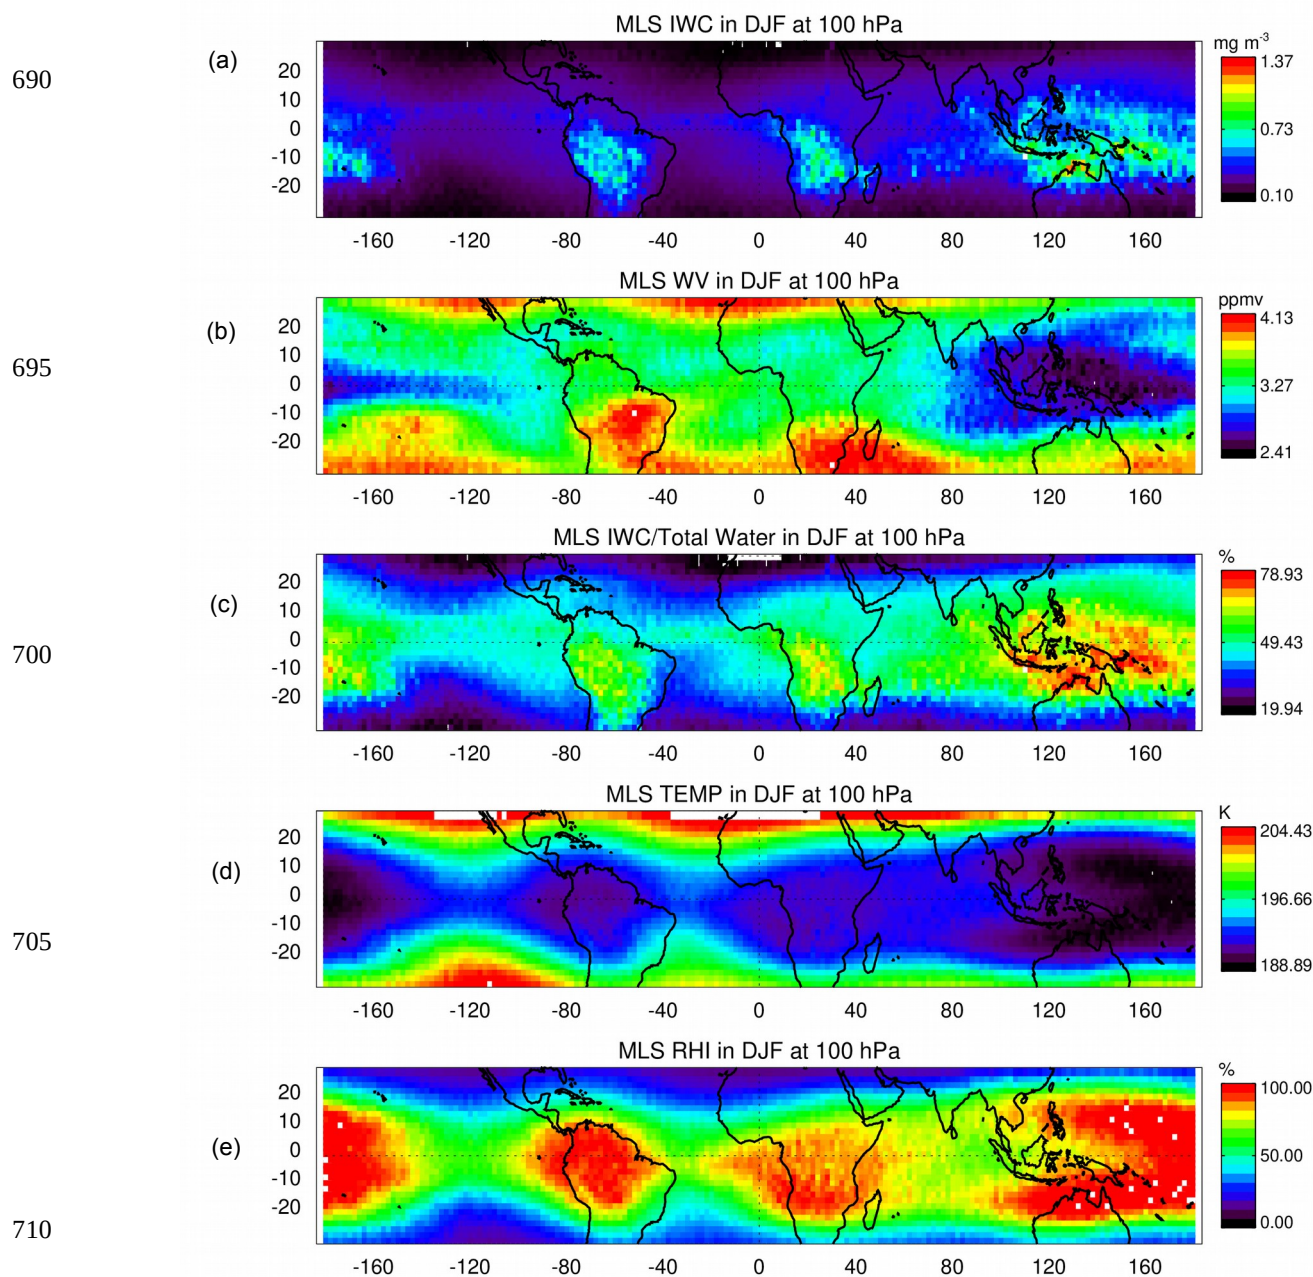 MLS IWC in DJF at 100 hPa
(a)
690
mg m-3
20
10
0
-10
-20
1.37
0.73
0.10
-160 -120 -80 -40 0 40 80 120 160
MLS WV in DJF at 100 hPa
(b)
695
ppmv
20
10
0
-10
-20
4.13
3.27
2.41
-160 -120 -80 -40 0 40 80 120 160
MLS IWC/Total Water in DJF at 100 hPa
(c)
700
%
20
10
0
-10
-20
78.93
49.43
19.94
-160 -120 -80 -40 0 40 80 120 160
MLS TEMP in DJF at 100 hPa
(d)
705
K
20
10
0
-10
-20
204.43
196.66
188.89
-160 -120 -80 -40 0 40 80 120 160
MLS RHI in DJF at 100 hPa
(e)
710
%
20
10
0
-10
-20
100.00
50.00
0.00
-160 -120 -80 -40 0 40 80 120 160